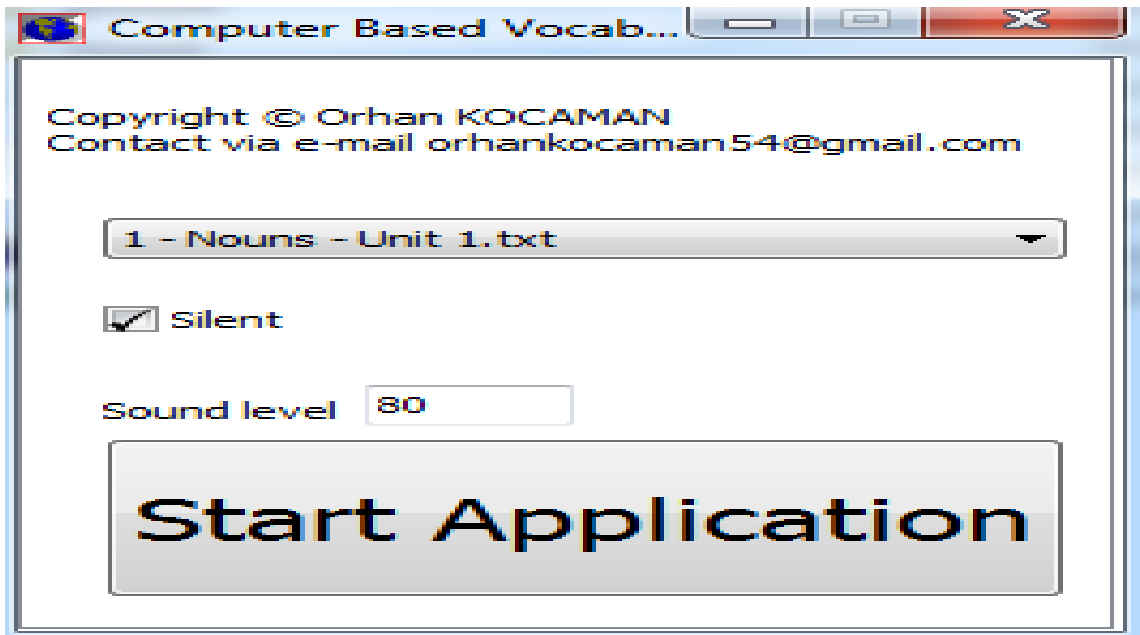 Computer Based Vocab...
Copyright © Orhan KOCAMAN
Contact via e-mail orhankocaman54@gmail.com
1 - Nouns - Unit 1.txt
Silent
Sound level 80
Start Application